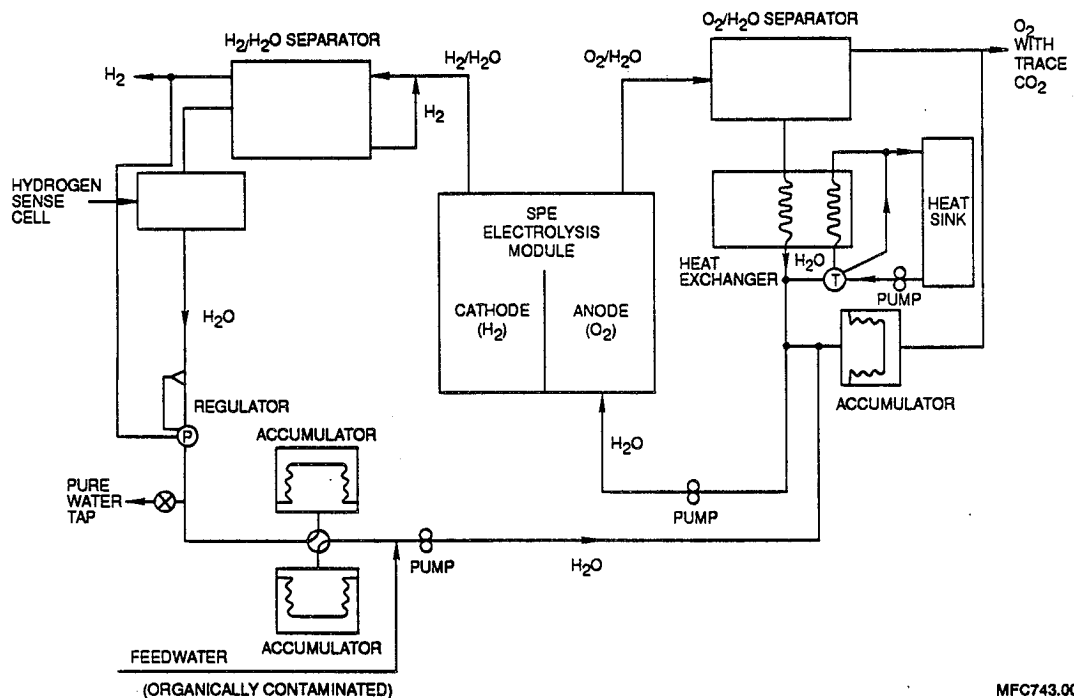 O2/H2O SEPARATOR
O2
WITH
TRACE
CO2
H2/H2O SEPARATOR
H2/H2O
O2/H2O
H2
H2
HYDROGEN
SENSE
CELL
SPE
ELECTROLYSIS
MODULE
CATHODE
(H2)
ANODE
(O2)
HEAT
SINK
H2O
HEAT
EXCHANGER
T
PUMP
ACCUMULATOR
H2O
REGULATOR
P
ACCUMULATOR
H2O
PURE
WATER
TAP
PUMP
PUMP
H2O
ACCUMULATOR
FEEDWATER
(ORGANICALLY CONTAMINATED)